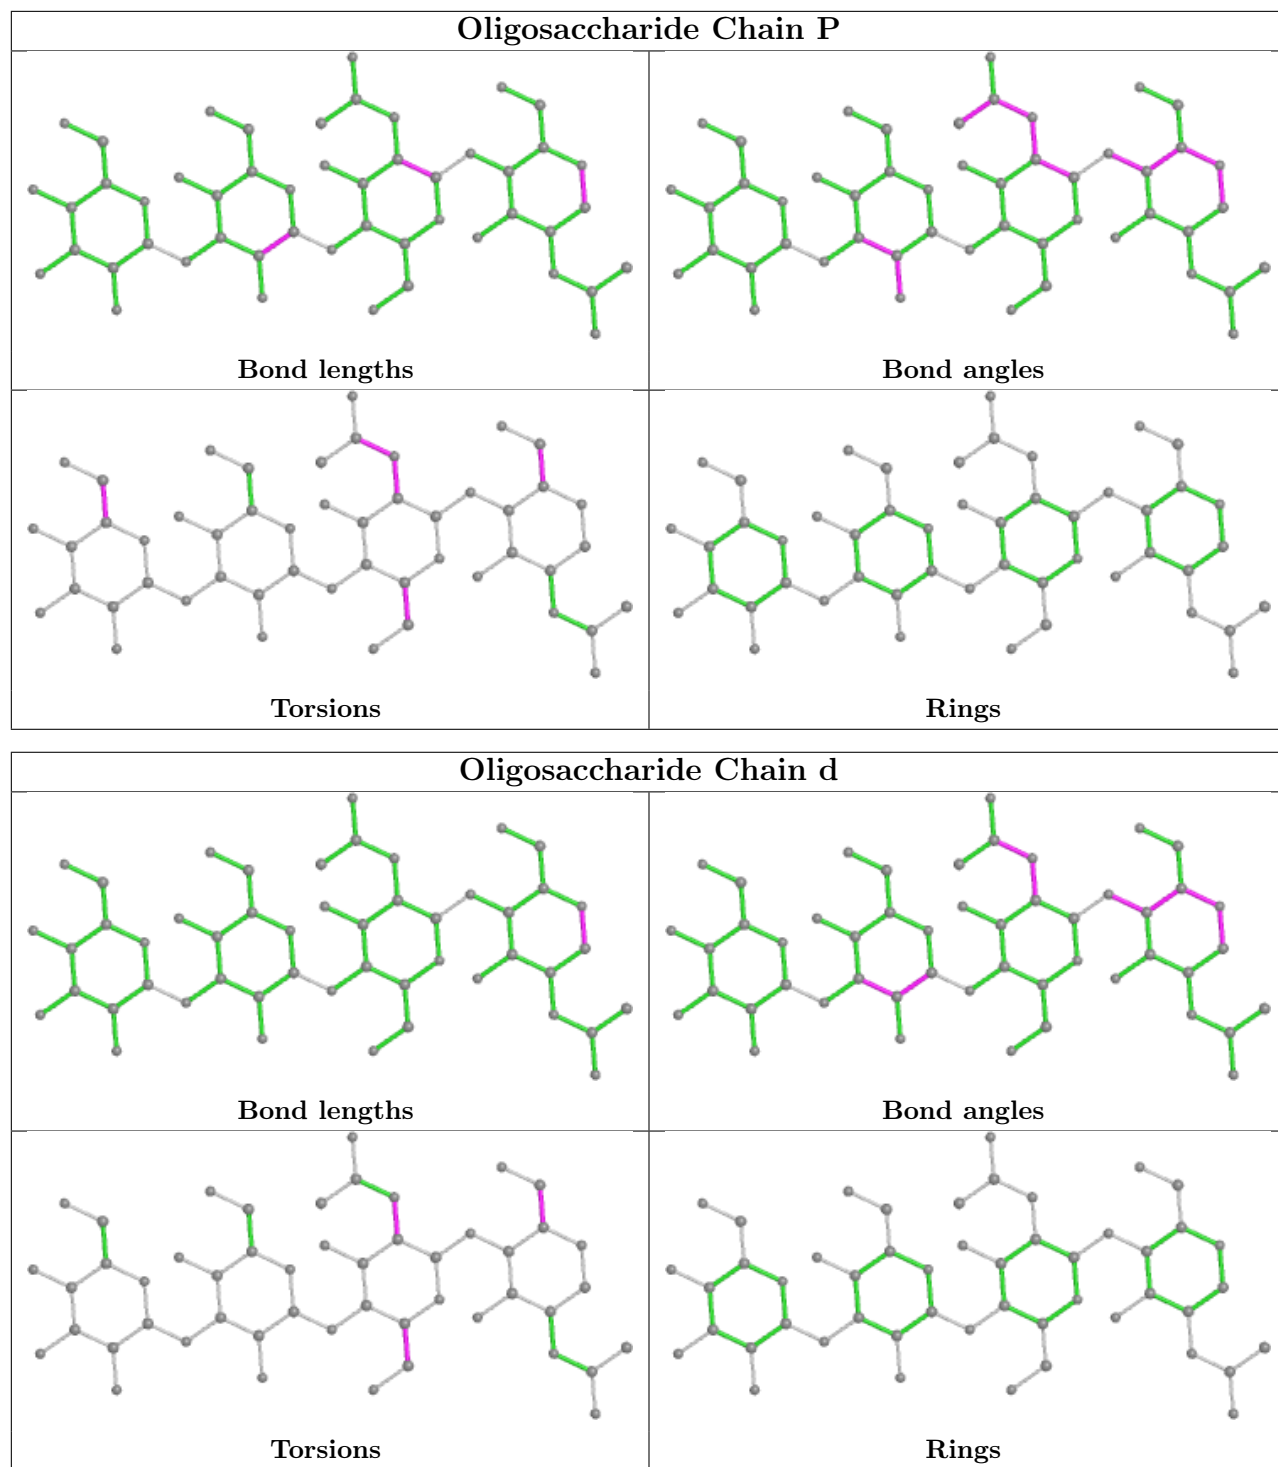 Oligosaccharide Chain P
Bond lengths
Bond angles
Torsions
Rings
Oligosaccharide Chain d
Bond lengths
Bond angles
Torsions
Rings